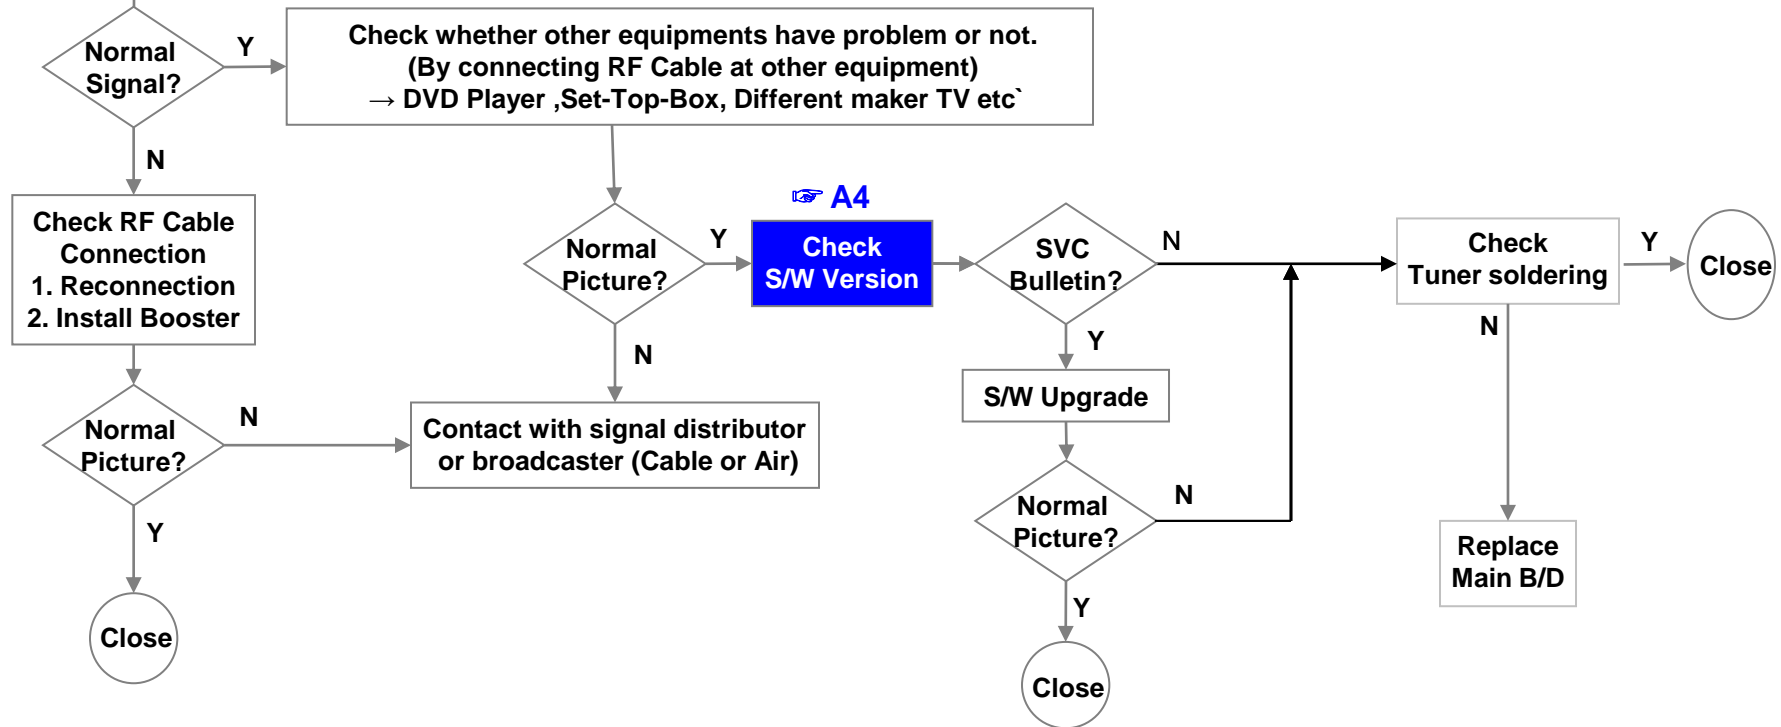 Normal
Signal?
Y
Check whether other equipments have problem or not.
(By connecting RF Cable at other equipment)
→ DVD Player ,Set-Top-Box, Different maker TV etc`
N
Check RF Cable
Connection
1. Reconnection
2. Install Booster
Normal
Picture?
N
Y
Close
Normal
Picture?
Y
N
Contact with signal distributor
or broadcaster (Cable or Air)
☞ A4
Check
S/W Version
SVC
Bulletin?
N
Y
S/W Upgrade
Normal
Picture?
N
Y
Close
Check
Tuner soldering
Y
Close
N
Replace
Main B/D